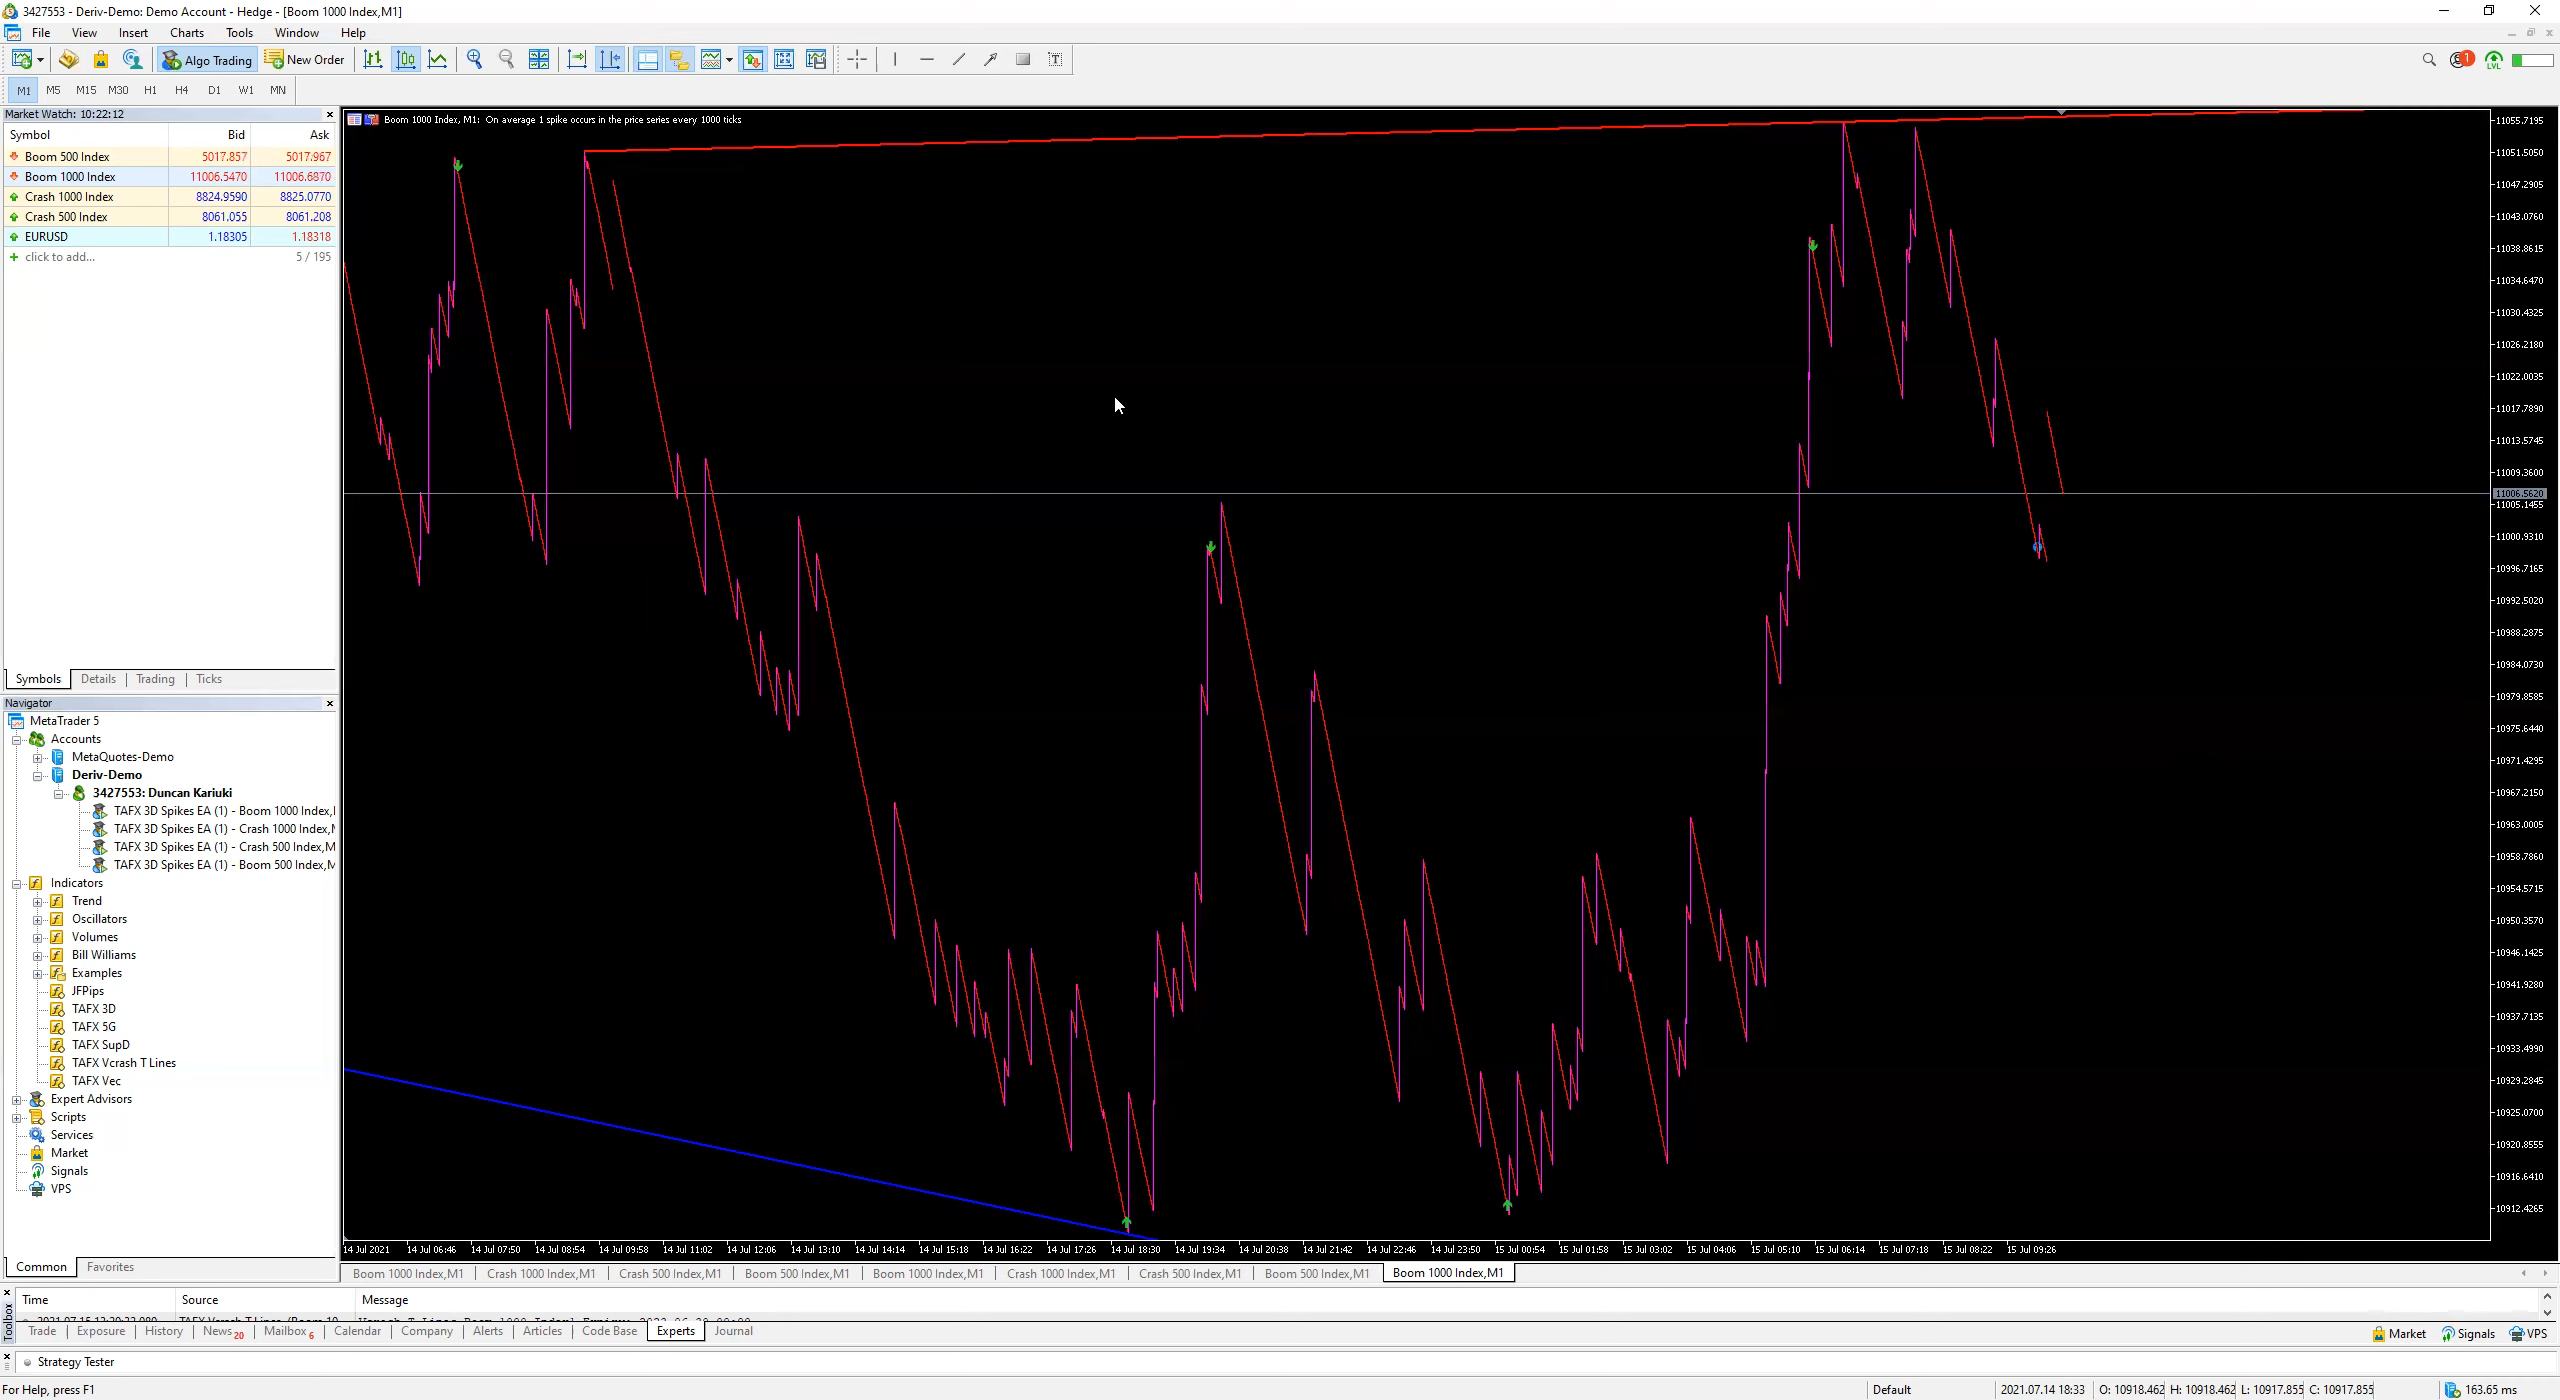 3427553 - Deriv-Demo: Demo Account - Hedge - [Boom 1000 Index,M1]
File View Insert Charts Tools Window Help
Algo Trading New Order
1 LVL
M1 M5 M15 M30 H1 H4 D1 W1 MN
Market Watch: 10:22:12
Symbol Bid Ask
Boom 500 Index 5017.857 5017.967
Boom 1000 Index 11006.5470 11006.6870
Crash 1000 Index 8824.9590 8825.0770
Crash 500 Index 8061.055 8061.208
EURUSD 1.18305 1.18318
click to add... 5 / 195
Symbols Details Trading Ticks
Navigator
MetaTrader 5
Accounts
MetaQuotes-Demo
Deriv-Demo
3427553: Duncan Kariuki
TAFX 3D Spikes EA (1) - Boom 1000 Index,
TAFX 3D Spikes EA (1) - Crash 1000 Index,
TAFX 3D Spikes EA (1) - Crash 500 Index,M
TAFX 3D Spikes EA (1) - Boom 500 Index,M
Indicators
Trend
Oscillators
Volumes
Bill Williams
Examples
JFPips
TAFX 3D
TAFX 5G
TAFX SupD
TAFX Vcrash T Lines
TAFX Vec
Expert Advisors
Scripts
Services
Market
Signals
VPS
Common Favorites
Boom 1000 Index, M1: On average 1 spike occurs in the price series every 1000 ticks
11055.7195
11051.5050
11047.2905
11043.0760
11038.8615
11034.6470
11030.4325
11026.2180
11022.0035
11017.7890
11013.5745
11009.3600
11006.5620
11005.1455
11000.9310
10996.7165
10992.5020
10988.2875
10984.0730
10979.8585
10975.6440
10971.4295
10967.2150
10963.0005
10958.7860
10954.5715
10950.3570
10946.1425
10941.9280
10937.7135
10933.4990
10929.2845
10925.0700
10920.8555
10916.6410
10912.4265
14 Jul 2021 14 Jul 06:46 14 Jul 07:50 14 Jul 08:54 14 Jul 09:58 14 Jul 11:02 14 Jul 12:06 14 Jul 13:10 14 Jul 14:14 14 Jul 15:18 14 Jul 16:22 14 Jul 17:26 14 Jul 18:30 14 Jul 19:34 14 Jul 20:38 14 Jul 21:42 14 Jul 22:46 14 Jul 23:50 15 Jul 00:54 15 Jul 01:58 15 Jul 03:02 15 Jul 04:06 15 Jul 05:10 15 Jul 06:14 15 Jul 07:18 15 Jul 08:22 15 Jul 09:26
Boom 1000 Index,M1 Crash 1000 Index,M1 Crash 500 Index,M1 Boom 500 Index,M1 Boom 1000 Index,M1 Crash 1000 Index,M1 Crash 500 Index,M1 Boom 500 Index,M1 Boom 1000 Index,M1
Toolbox
Time Source Message
Trade Exposure History News 20 Mailbox 6 Calendar Company Alerts Articles Code Base Experts Journal
Market Signals VPS
Strategy Tester
For Help, press F1 Default 2021.07.14 18:33 O: 10918.462 H: 10918.462 L: 10917.855 C: 10917.855 163.65 ms